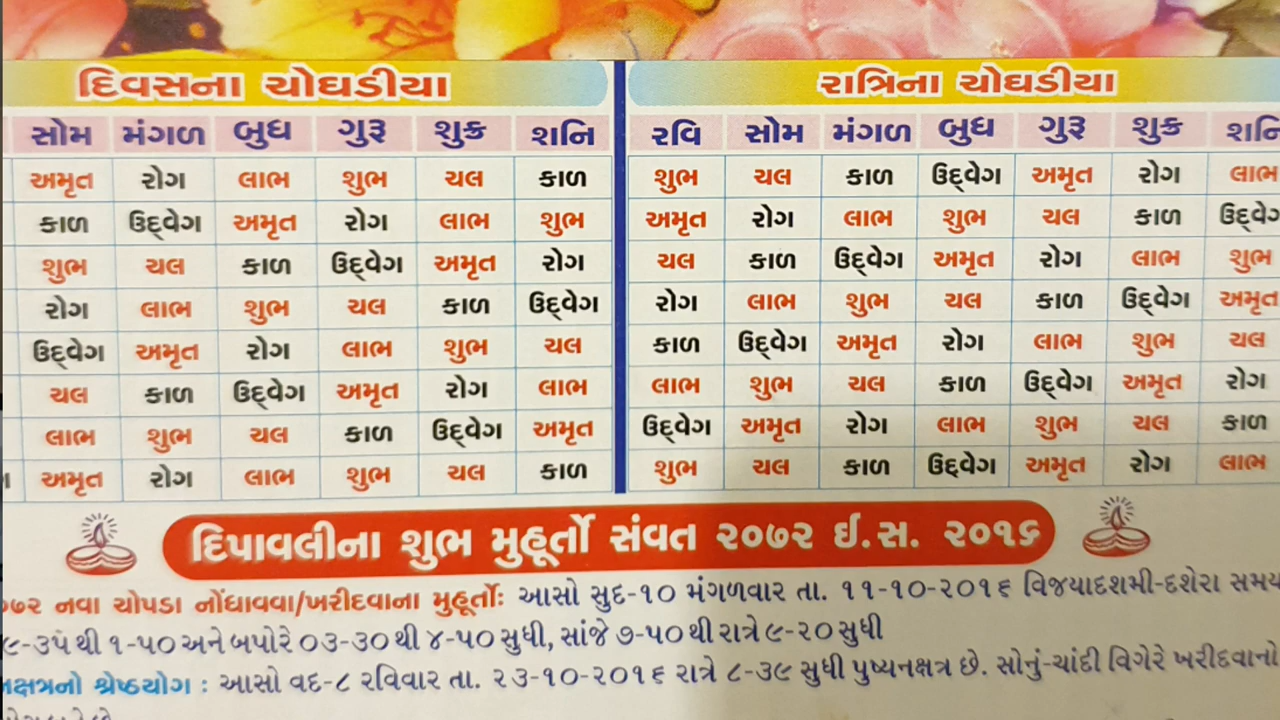 દિવસના ચોઘડીયા
સોમ મંગળ બુધ ગુરૂ શુક્ર શનિ
અમૃત રોગ લાભ શુભ ચલ કાળ
કાળ ઉદ્વેગ અમૃત રોગ લાભ શુભ
શુભ ચલ કાળ ઉદ્વેગ અમૃત રોગ
રોગ લાભ શુભ ચલ કાળ ઉદ્વેગ
ઉદ્વેગ અમૃત રોગ લાભ શુભ ચલ
ચલ કાળ ઉદ્વેગ અમૃત રોગ લાભ
લાભ શુભ ચલ કાળ ઉદ્વેગ અમૃત
અમૃત રોગ લાભ શુભ ચલ કાળ
રાત્રિના ચોઘડીયા
રવિ સોમ મંગળ બુધ ગુરૂ શુક્ર શનિ
શુભ ચલ કાળ ઉદ્વેગ અમૃત રોગ લાભ
અમૃત રોગ લાભ શુભ ચલ કાળ ઉદ્વેગ
ચલ કાળ ઉદ્વેગ અમૃત રોગ લાભ શુભ
રોગ લાભ શુભ ચલ કાળ ઉદ્વેગ અમૃત
કાળ ઉદ્વેગ અમૃત રોગ લાભ શુભ ચલ
લાભ શુભ ચલ કાળ ઉદ્વેગ અમૃત રોગ
ઉદ્વેગ અમૃત રોગ લાભ શુભ ચલ કાળ
શુભ ચલ કાળ ઉદ્વેગ અમૃત રોગ લાભ
દિપાવલીના શુભ મુહૂર્તો સંવત ૨૦૭૨ ઈ.સ. ૨૦૧૬
નવા ચોપડા નોંધાવવા/ખરીદવાના મુહૂર્તોઃ આસો સુદ-૧૦ મંગળવાર તા. ૧૧-૧૦-૨૦૧૬ વિજયાદશમી-દશેરા સમય
૯-૩૫ થી ૧-૫૦ અને બપોરે ૦૩-૩૦ થી ૪-૫૦ સુધી, સાંજે ૭-૫૦ થી રાત્રે ૯-૨૦ સુધી
શ્રેષ્ઠયોગ : આસો વદ-૮ રવિવાર તા. ૨૩-૧૦-૨૦૧૬ રાત્રે ૮-૩૯ સુધી પુષ્યનક્ષત્ર છે. સોનું-ચાંદી વિગેરે ખરીદવાનો